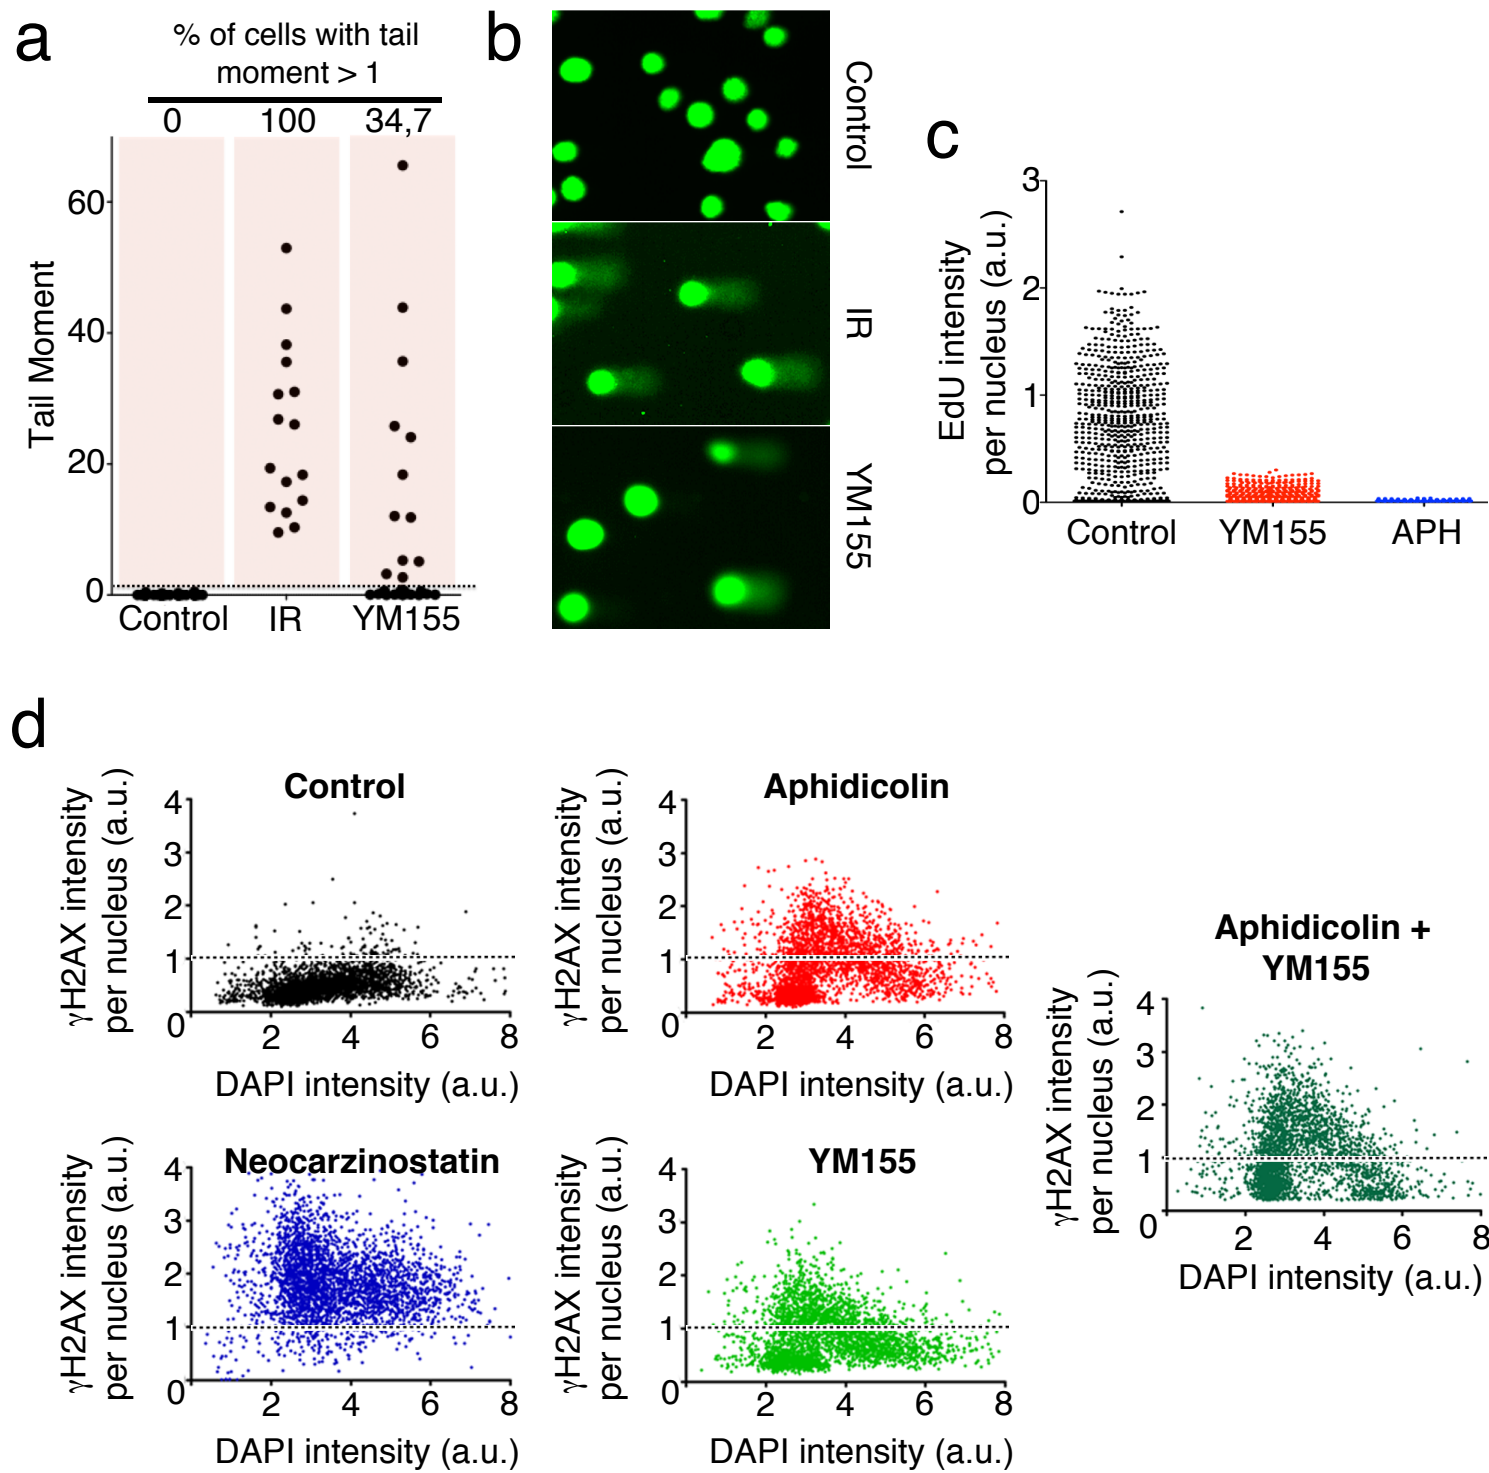 a
% of cells with tail
moment > 1
0 100 34,7
Tail Moment
60
40
20
0
Control IR YM155
b
Control
IR
YM155
c
EdU intensity
per nucleus (a.u.)
3
2
1
0
Control YM155 APH
d
Control
γH2AX intensity
per nucleus (a.u.)
4
3
2
1
0
2 4 6 8
DAPI intensity (a.u.)
Aphidicolin
γH2AX intensity
per nucleus (a.u.)
4
3
2
1
0
2 4 6 8
DAPI intensity (a.u.)
Neocarzinostatin
γH2AX intensity
per nucleus (a.u.)
4
3
2
1
0
2 4 6 8
DAPI intensity (a.u.)
YM155
γH2AX intensity
per nucleus (a.u.)
4
3
2
1
0
2 4 6 8
DAPI intensity (a.u.)
Aphidicolin +
YM155
γH2AX intensity
per nucleus (a.u.)
4
3
2
1
0
2 4 6 8
DAPI intensity (a.u.)